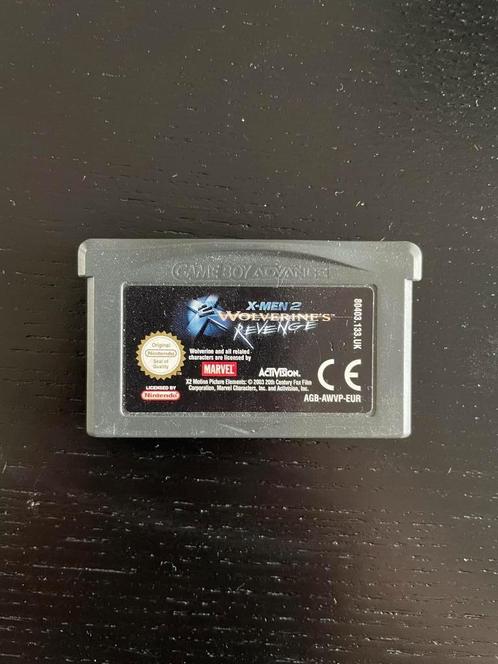 GAME BOY ADVANCE
X-MEN 2
WOLVERINE'S
REVENGE
80403.133.UK
Original
Nintendo
Seal of
Quality
Wolverine and all related
characters are licensed by
MARVEL
ACTIVISION.
CE
LICENSED BY
Nintendo
X2 Motion Picture Elements: © 2003 20th Century Fox Film
Corporation, Marvel Characters, Inc. and Activision, Inc.
AGB-AWVP-EUR